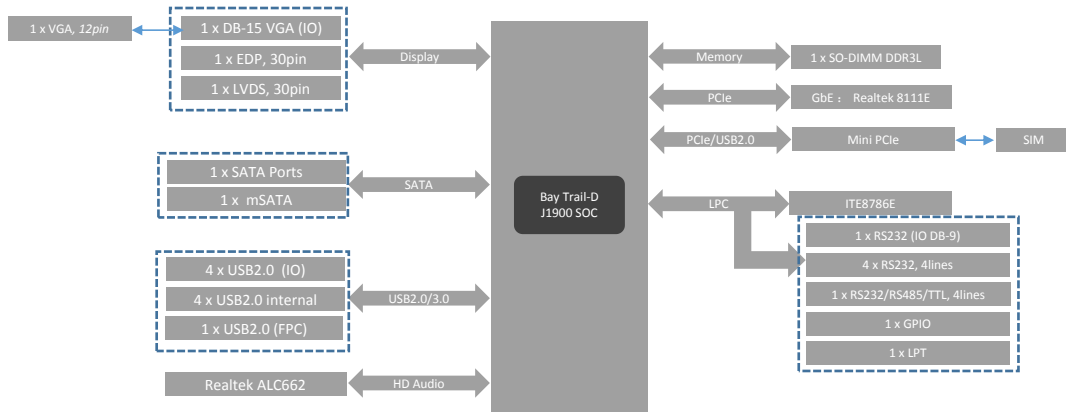 1 x VGA, 12pin
1 x DB-15 VGA (IO)
1 x EDP, 30pin
1 x LVDS, 30pin
Display
1 x SATA Ports
1 x mSATA
SATA
4 x USB2.0 (IO)
4 x USB2.0 internal
1 x USB2.0 (FPC)
USB2.0/3.0
Realtek ALC662
HD Audio
Bay Trail-D
J1900 SOC
Memory
1 x SO-DIMM DDR3L
PCIe
GbE： Realtek 8111E
PCIe/USB2.0
Mini PCIe
SIM
LPC
ITE8786E
1 x RS232 (IO DB-9)
4 x RS232, 4lines
1 x RS232/RS485/TTL, 4lines
1 x GPIO
1 x LPT